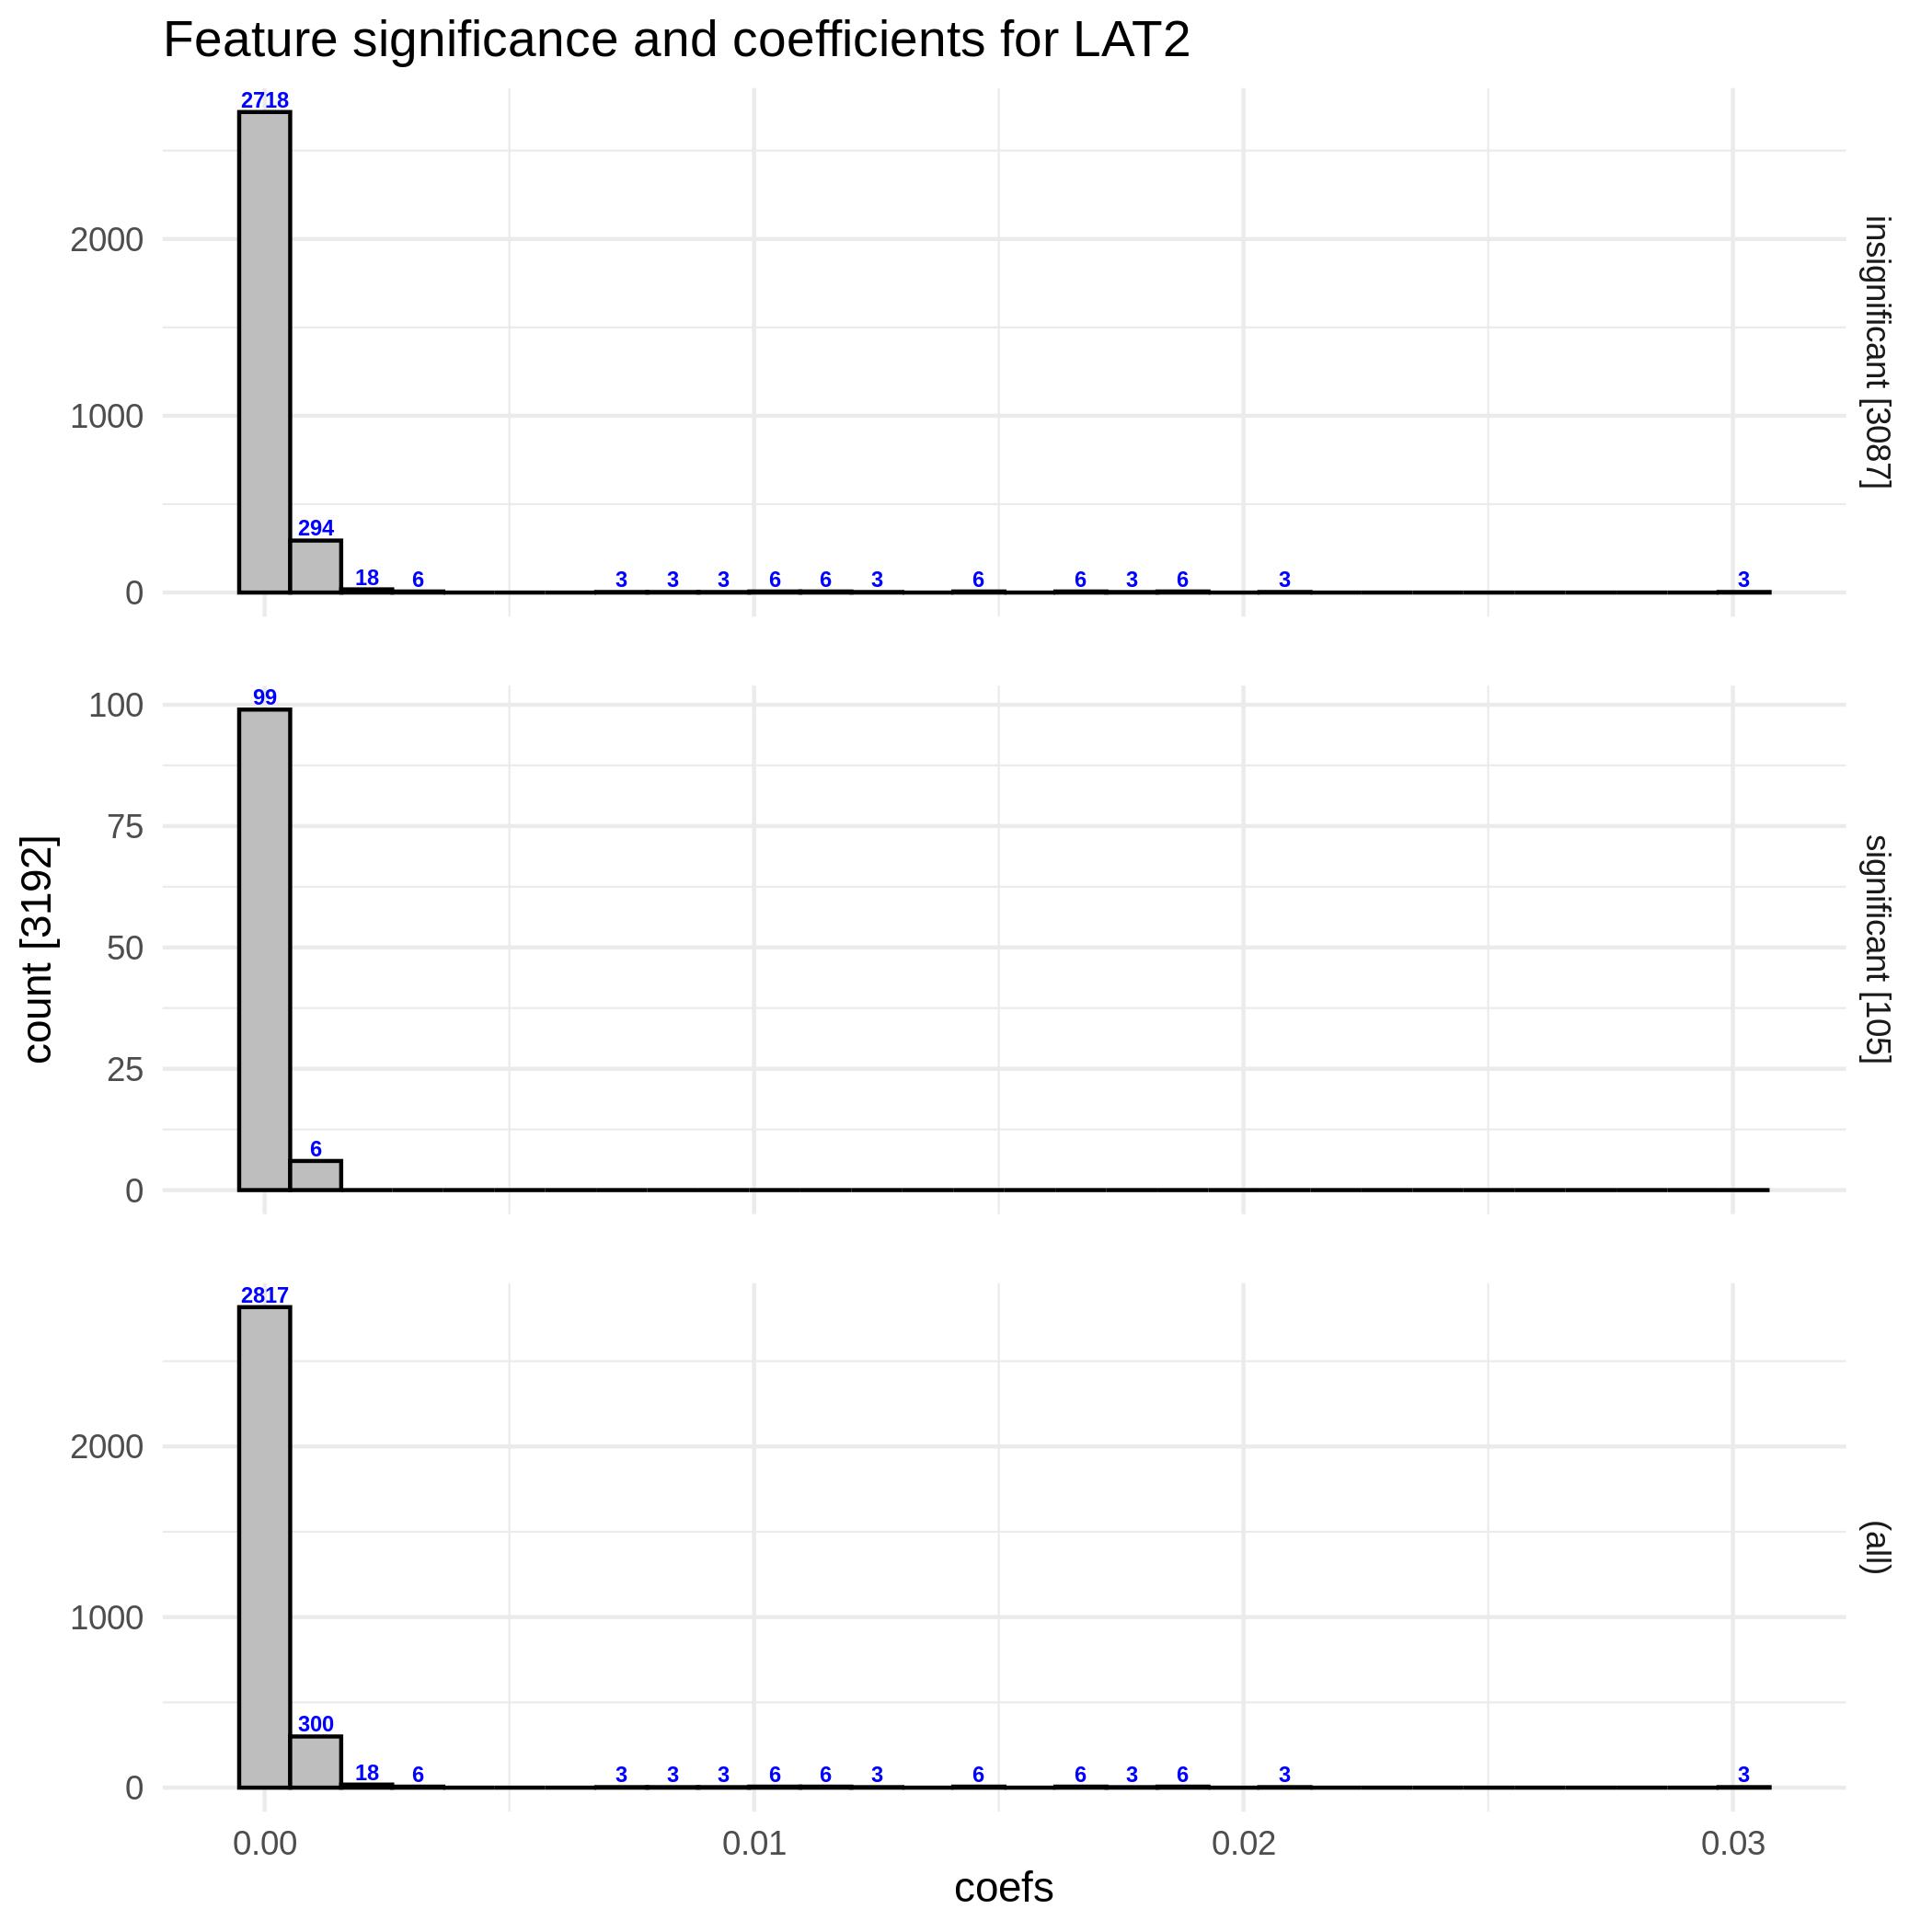 Feature significance and coefficients for LAT2
2718
294
18 6 3 3 3 6 6 3 6 6 3 6 3 3
2000
1000
0
insignificant [3087]
99
6
100
75
50
25
0
significant [105]
count [3192]
2817
300
18 6 3 3 3 6 6 3 6 6 3 6 3 3
2000
1000
0
(all)
0.00 0.01 0.02 0.03
coefs